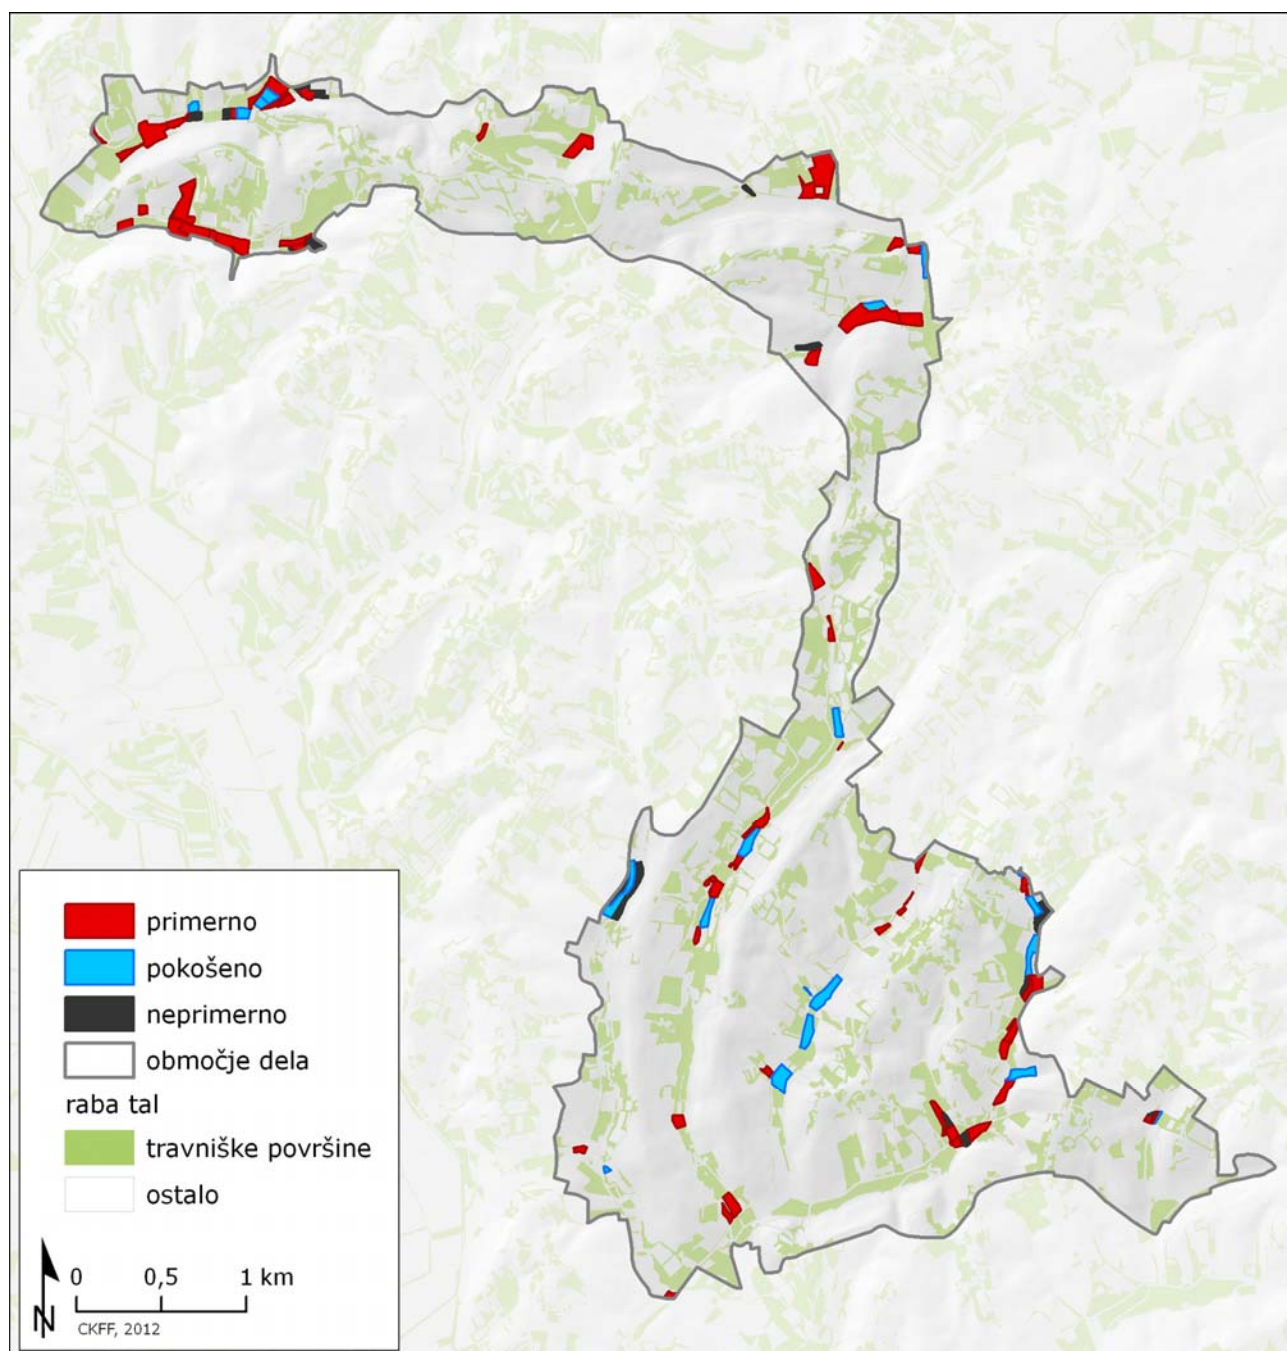 primerno
pokošeno
neprimerno
območje dela
raba tal
travniške površine
ostalo
0 0,5 1 km
N
CKFF, 2012